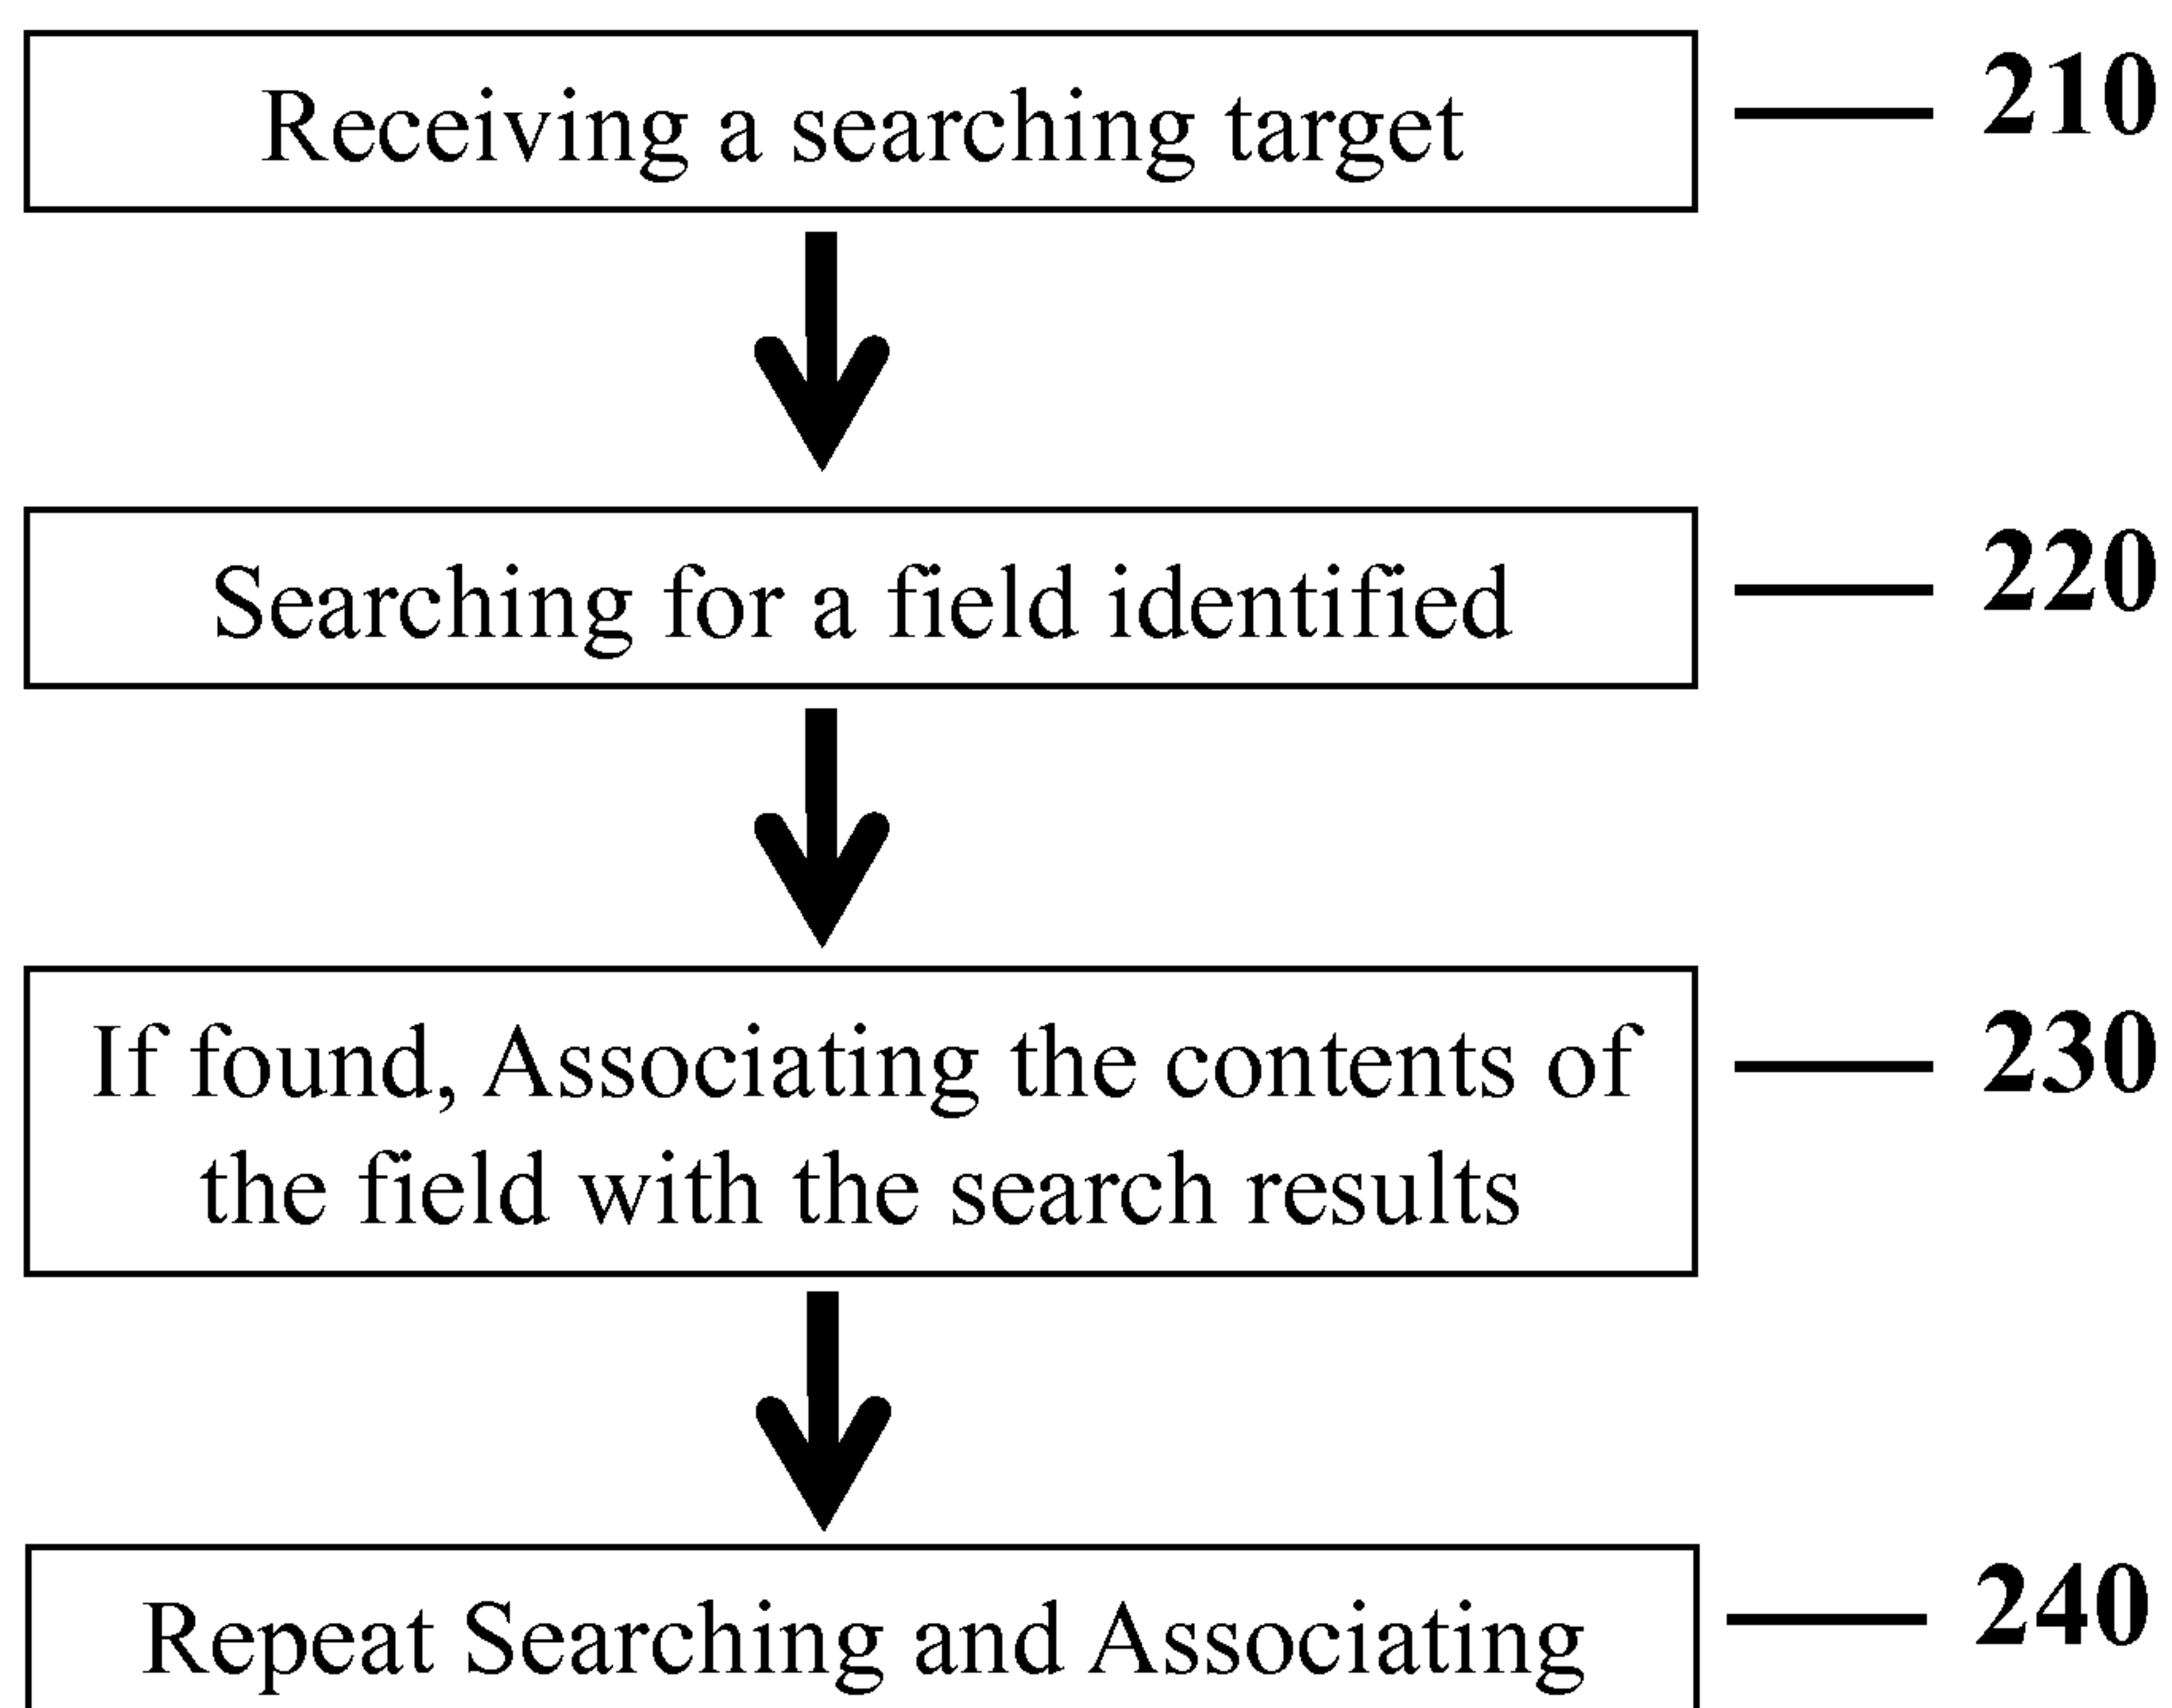 Receiving a searching target 210
Searching for a field identified 220
If found, Associating the contents of 230
the field with the search results
Repeat Searching and Associating 240